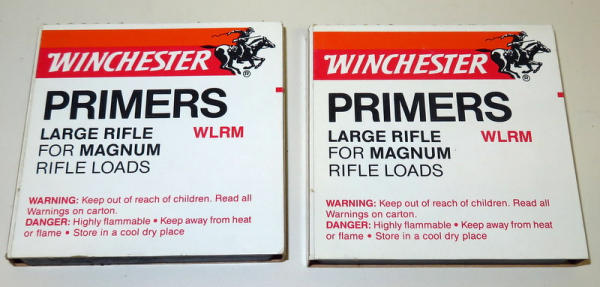 WINCHESTER
®
PRIMERS
LARGE RIFLE WLRM
FOR MAGNUM
RIFLE LOADS
WARNING: Keep out of reach of children. Read all
Warnings on carton.
DANGER: Highly flammable • Keep away from heat
or flame • Store in a cool dry place
WINCHESTER
®
PRIMERS
LARGE RIFLE WLRM
FOR MAGNUM
RIFLE LOADS
WARNING: Keep out of reach of children. Read all
Warnings on carton.
DANGER: Highly flammable • Keep away from heat
or flame • Store in a cool dry place